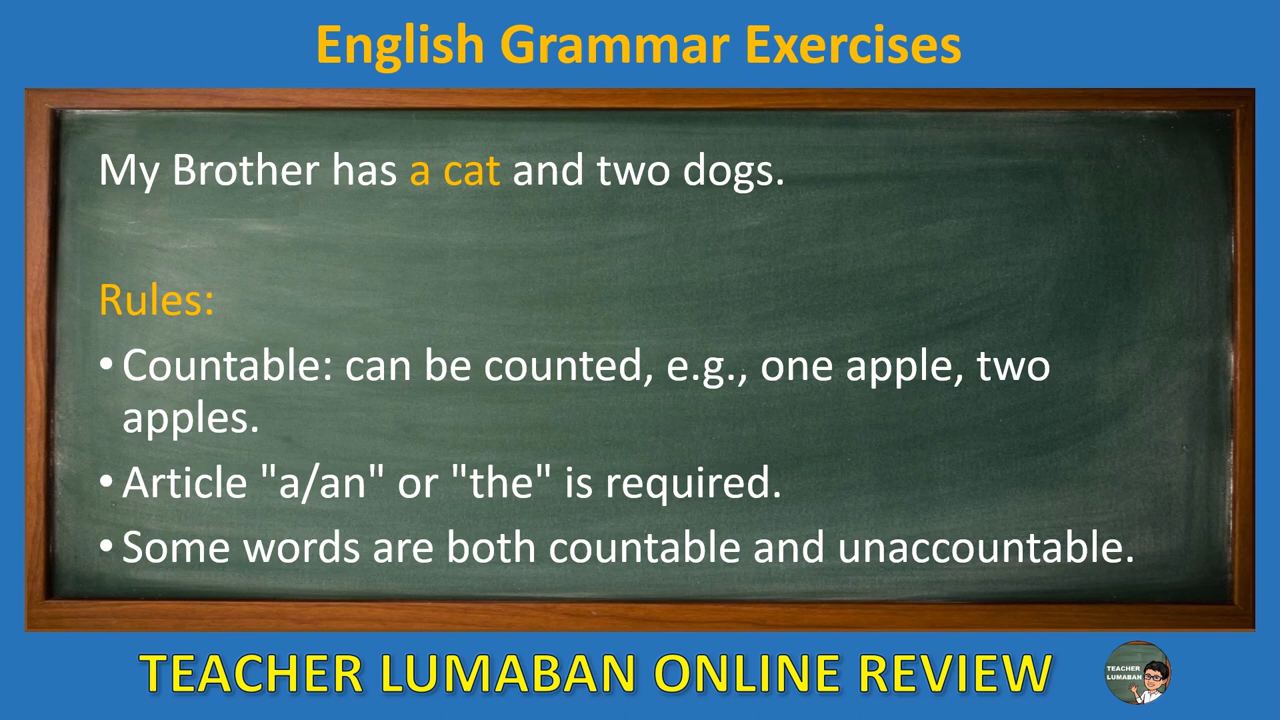 English Grammar Exercises
My Brother has a cat and two dogs.
Rules:
• Countable: can be counted, e.g., one apple, two
apples.
• Article "a/an" or "the" is required.
• Some words are both countable and unaccountable.
TEACHER LUMABAN ONLINE REVIEW
TEACHER
LUMABAN